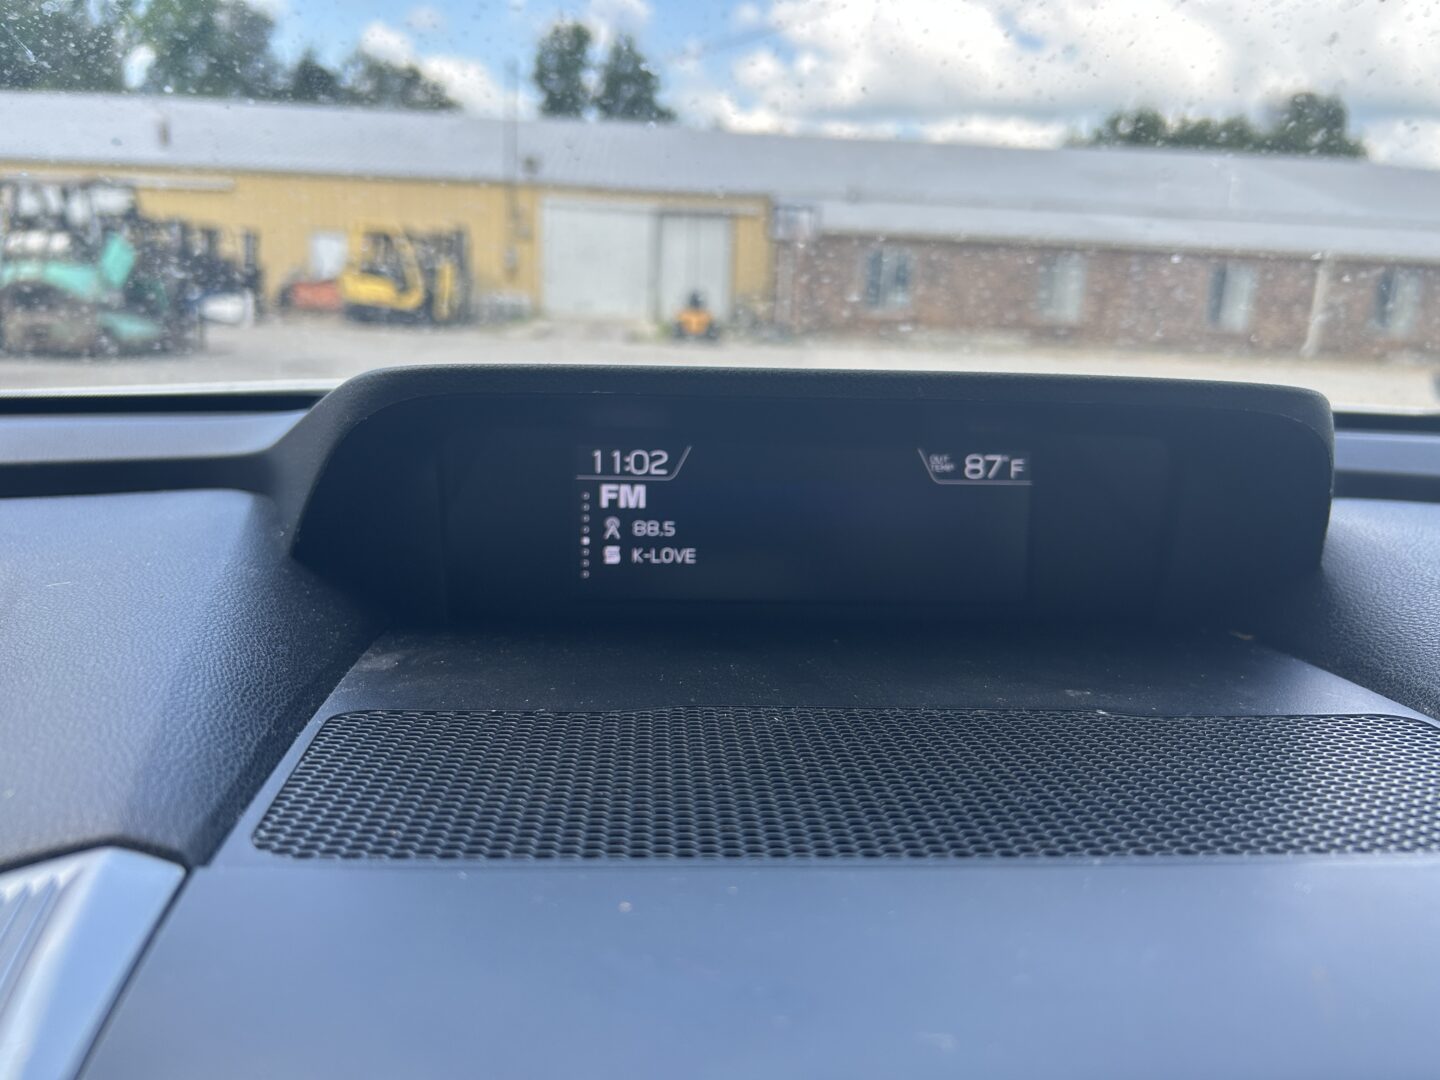 11:02
OUT TEMP 87°F
FM
88.5
K-LOVE